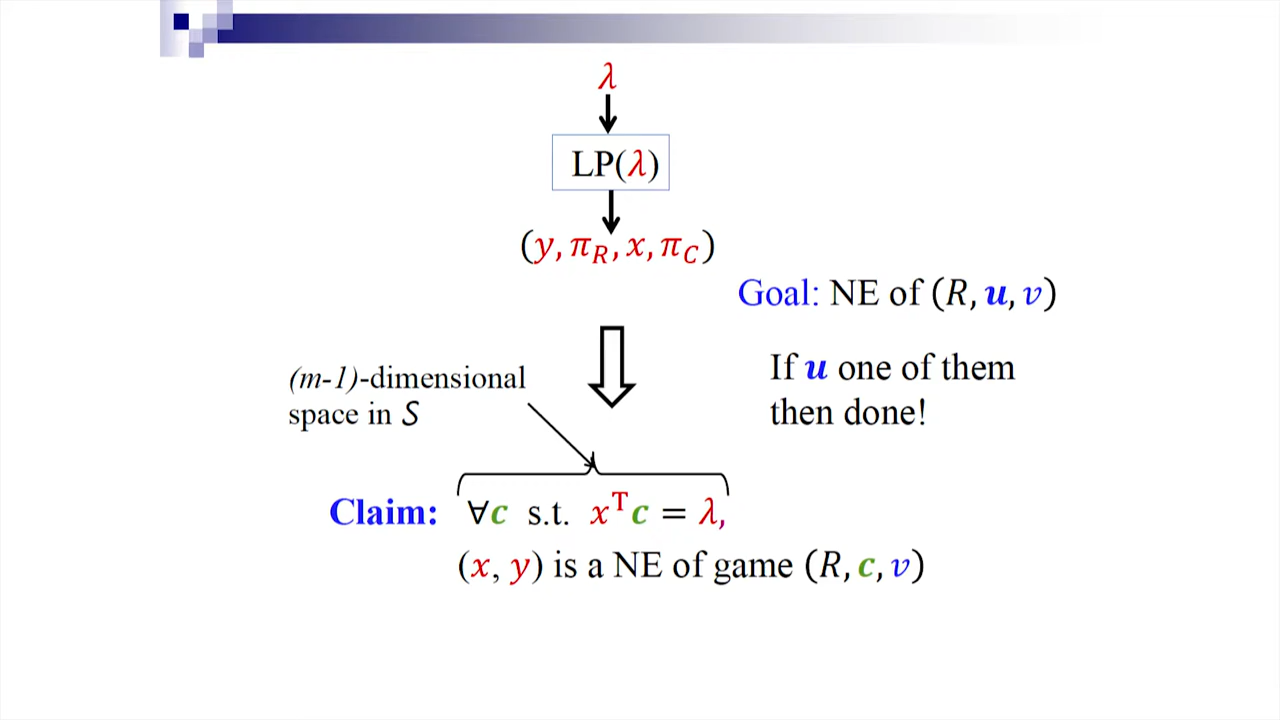 λ
LP(λ)
(y, π_R, x, π_C)
Goal: NE of (R, u, v)
(m-1)-dimensional
space in S
If u one of them
then done!
Claim: ∀c s.t. xᵀc = λ,
(x, y) is a NE of game (R, c, v)